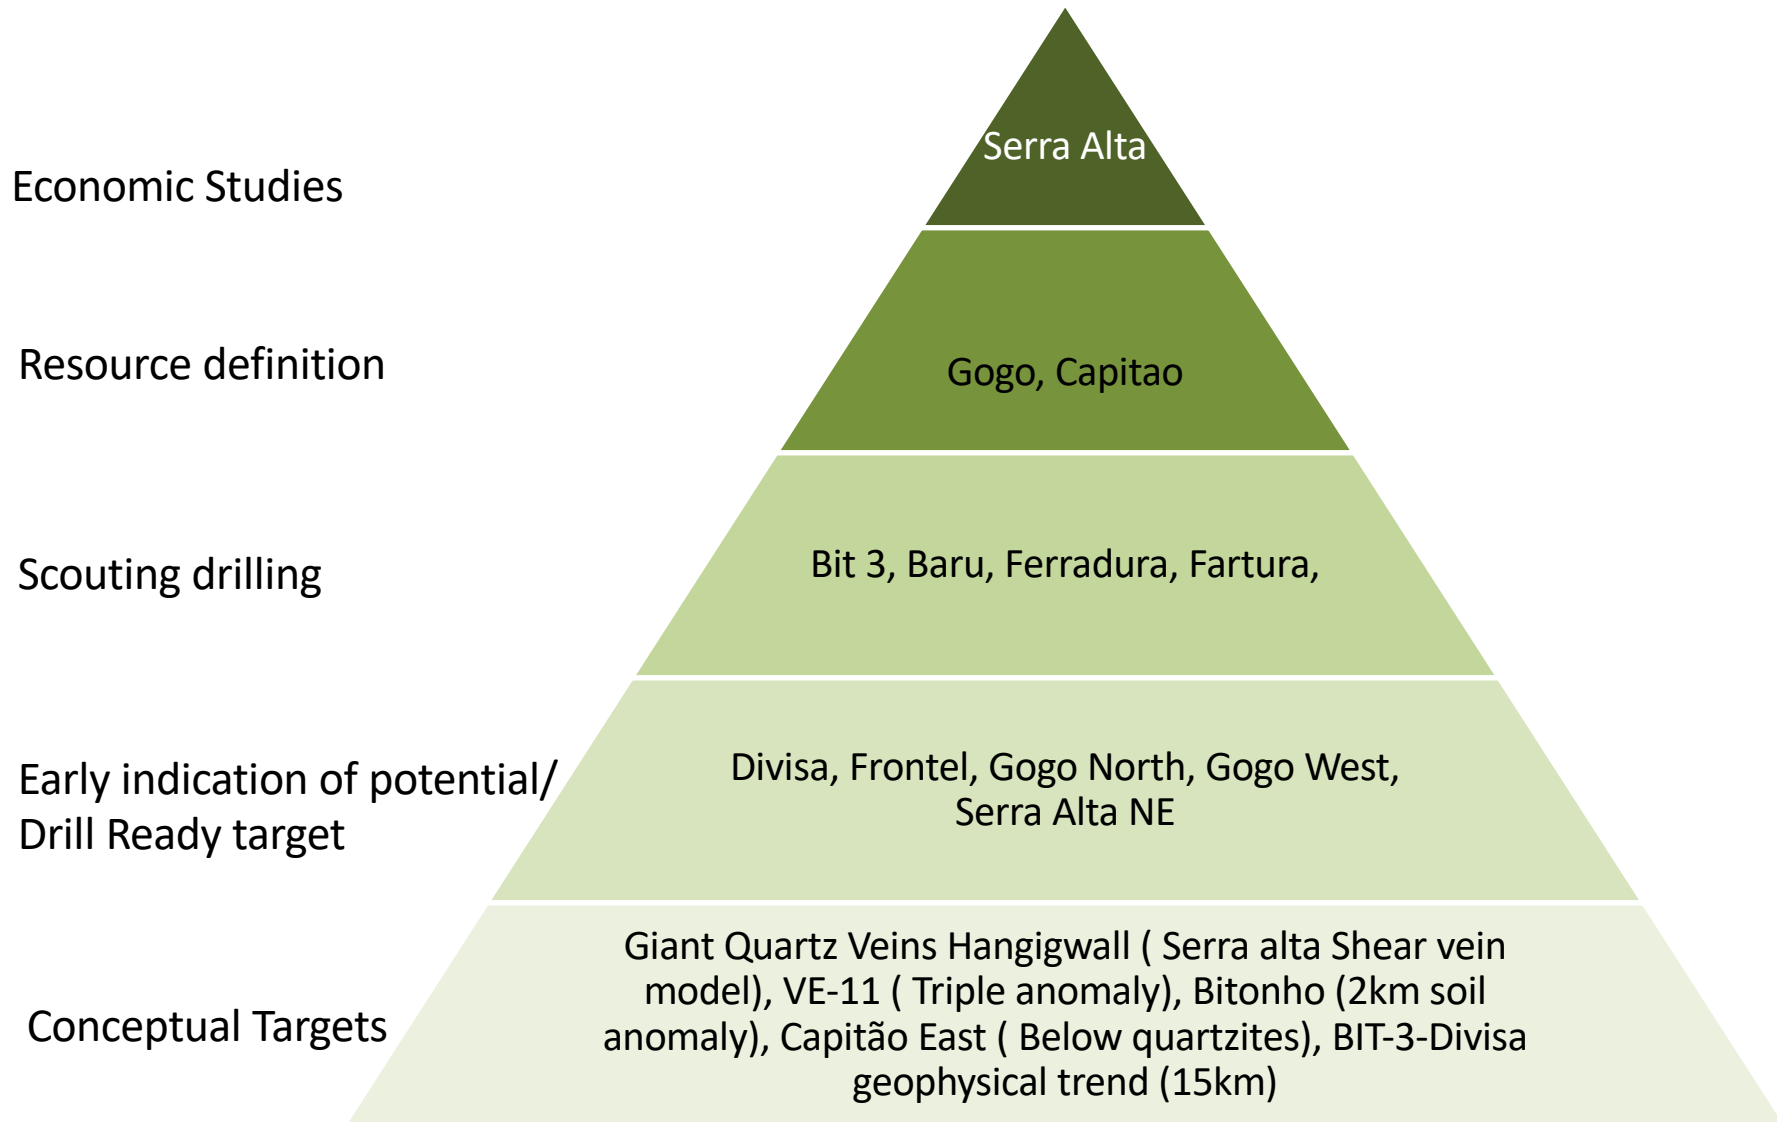 Serra Alta
Economic Studies
Resource definition
Gogo, Capitao
Scouting drilling
Bit 3, Baru, Ferradura, Fartura,
Early indication of potential/
Drill Ready target
Divisa, Frontel, Gogo North, Gogo West,
Serra Alta NE
Conceptual Targets
Giant Quartz Veins Hangigwall ( Serra alta Shear vein
model), VE-11 ( Triple anomaly), Bitonho (2km soil
anomaly), Capitão East ( Below quartzites), BIT-3-Divisa
geophysical trend (15km)